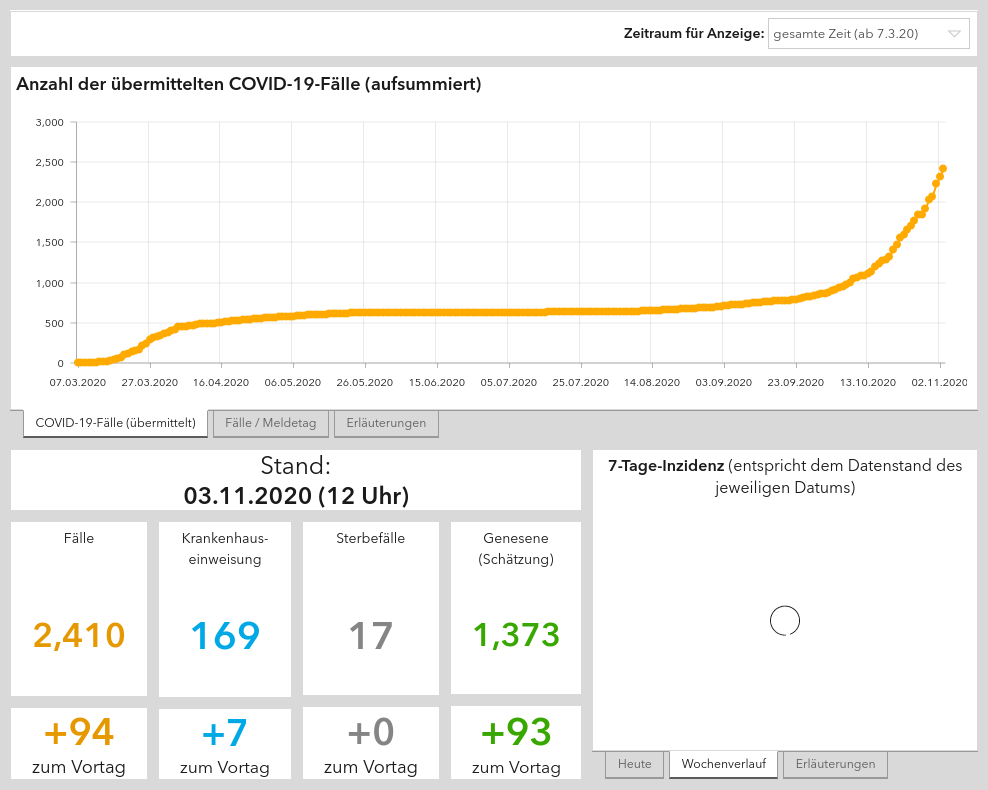 Zeitraum für Anzeige: gesamte Zeit (ab 7.3.20)
Anzahl der übermittelten COVID-19-Fälle (aufsummiert)
3,000
2,500
2,000
1,500
1,000
500
0
07.03.2020 27.03.2020 16.04.2020 06.05.2020 26.05.2020 15.06.2020 05.07.2020 25.07.2020 14.08.2020 03.09.2020 23.09.2020 13.10.2020 02.11.2020
COVID-19-Fälle (übermittelt) Fälle / Meldetag Erläuterungen
Stand:
03.11.2020 (12 Uhr)
Fälle
2,410
+94
zum Vortag
Krankenhaus-
einweisung
169
+7
zum Vortag
Sterbefälle
17
+0
zum Vortag
Genesene
(Schätzung)
1,373
+93
zum Vortag
7-Tage-Inzidenz (entspricht dem Datenstand des
jeweiligen Datums)
Heute Wochenverlauf Erläuterungen